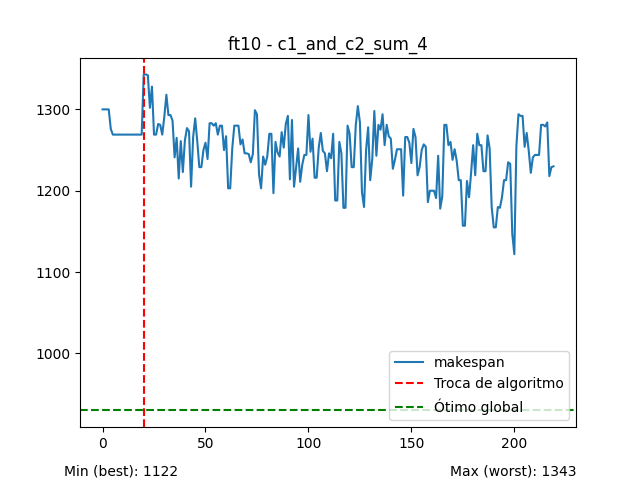 ft10 - c1_and_c2_sum_4
1300
1200
1100
1000
makespan
Troca de algoritmo
Ótimo global
0
50
100
150
200
Min (best): 1122
Max (worst): 1343